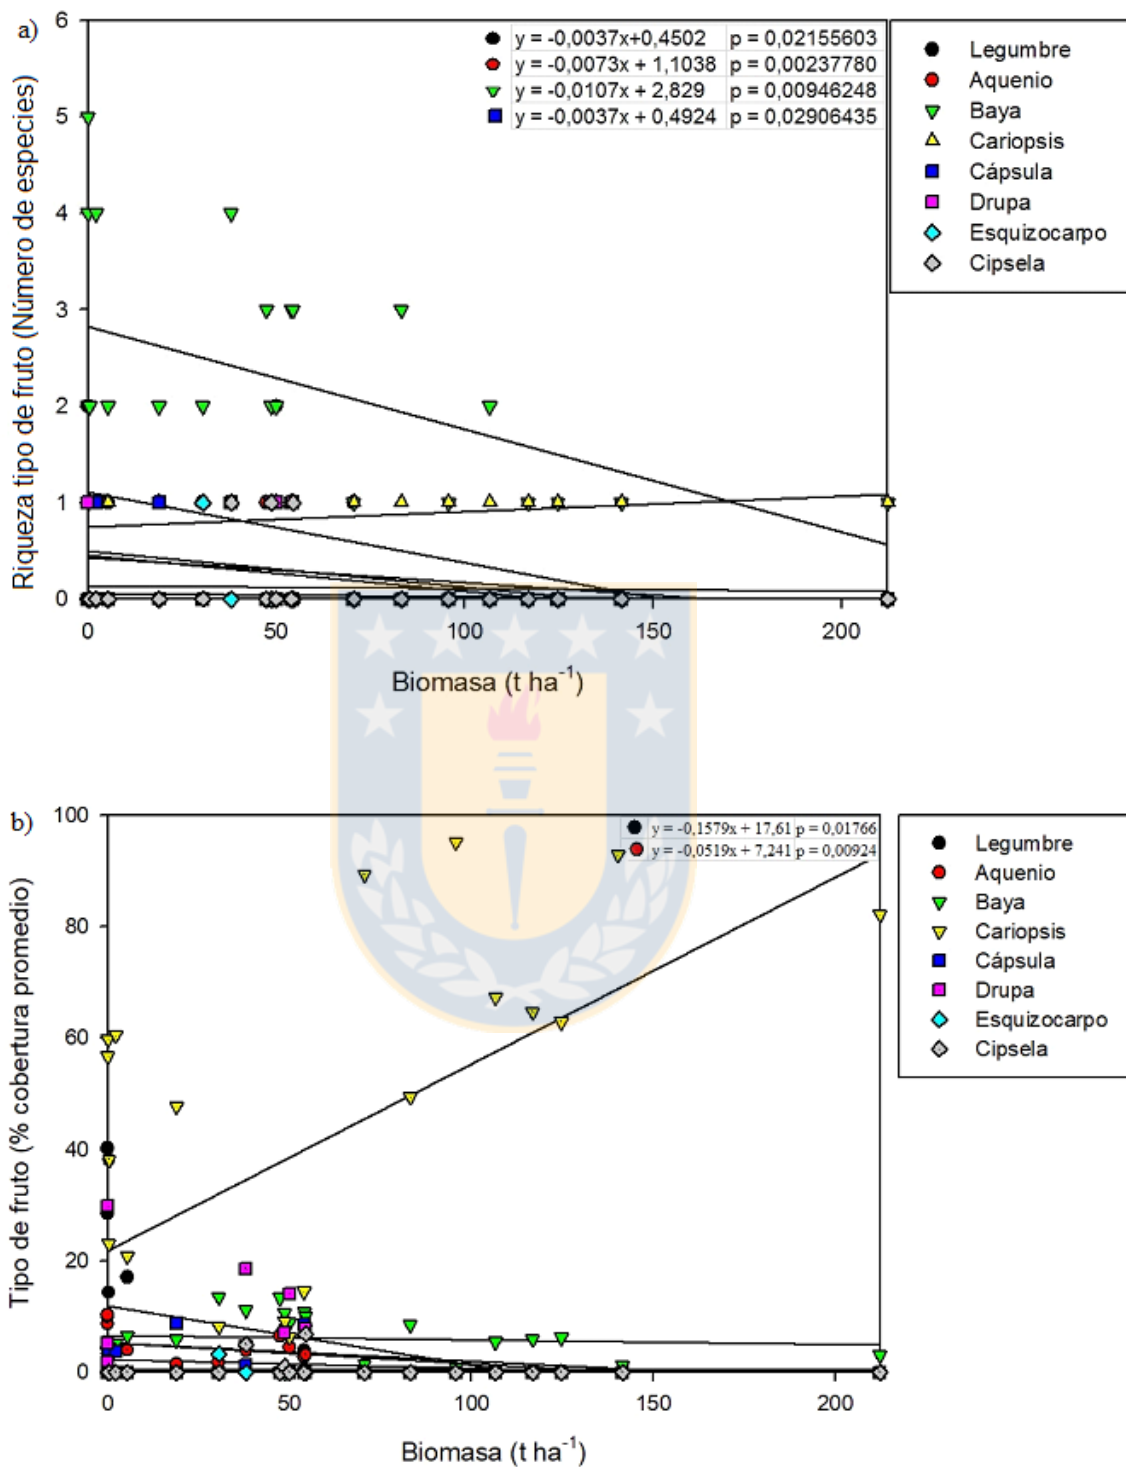 a)
Riqueza tipo de fruto (Número de especies)
6
5
4
3
2
1
0
y = -0,0037x+0,4502 p = 0,02155603
y = -0,0073x + 1,1038 p = 0,00237780
y = -0,0107x + 2,829 p = 0,00946248
y = -0,0037x + 0,4924 p = 0,02906435
Legumbre
Aquenio
Baya
Cariopsis
Cápsula
Drupa
Esquizocarpo
Cipsela
0 50 100 150 200
Biomasa (t ha⁻¹)
b)
Tipo de fruto (% cobertura promedio)
100
80
60
40
20
0
y = -0,1579x + 17,61 p = 0,01766
y = -0,0519x + 7,241 p = 0,00924
Legumbre
Aquenio
Baya
Cariopsis
Cápsula
Drupa
Esquizocarpo
Cipsela
0 50 100 150 200
Biomasa (t ha⁻¹)